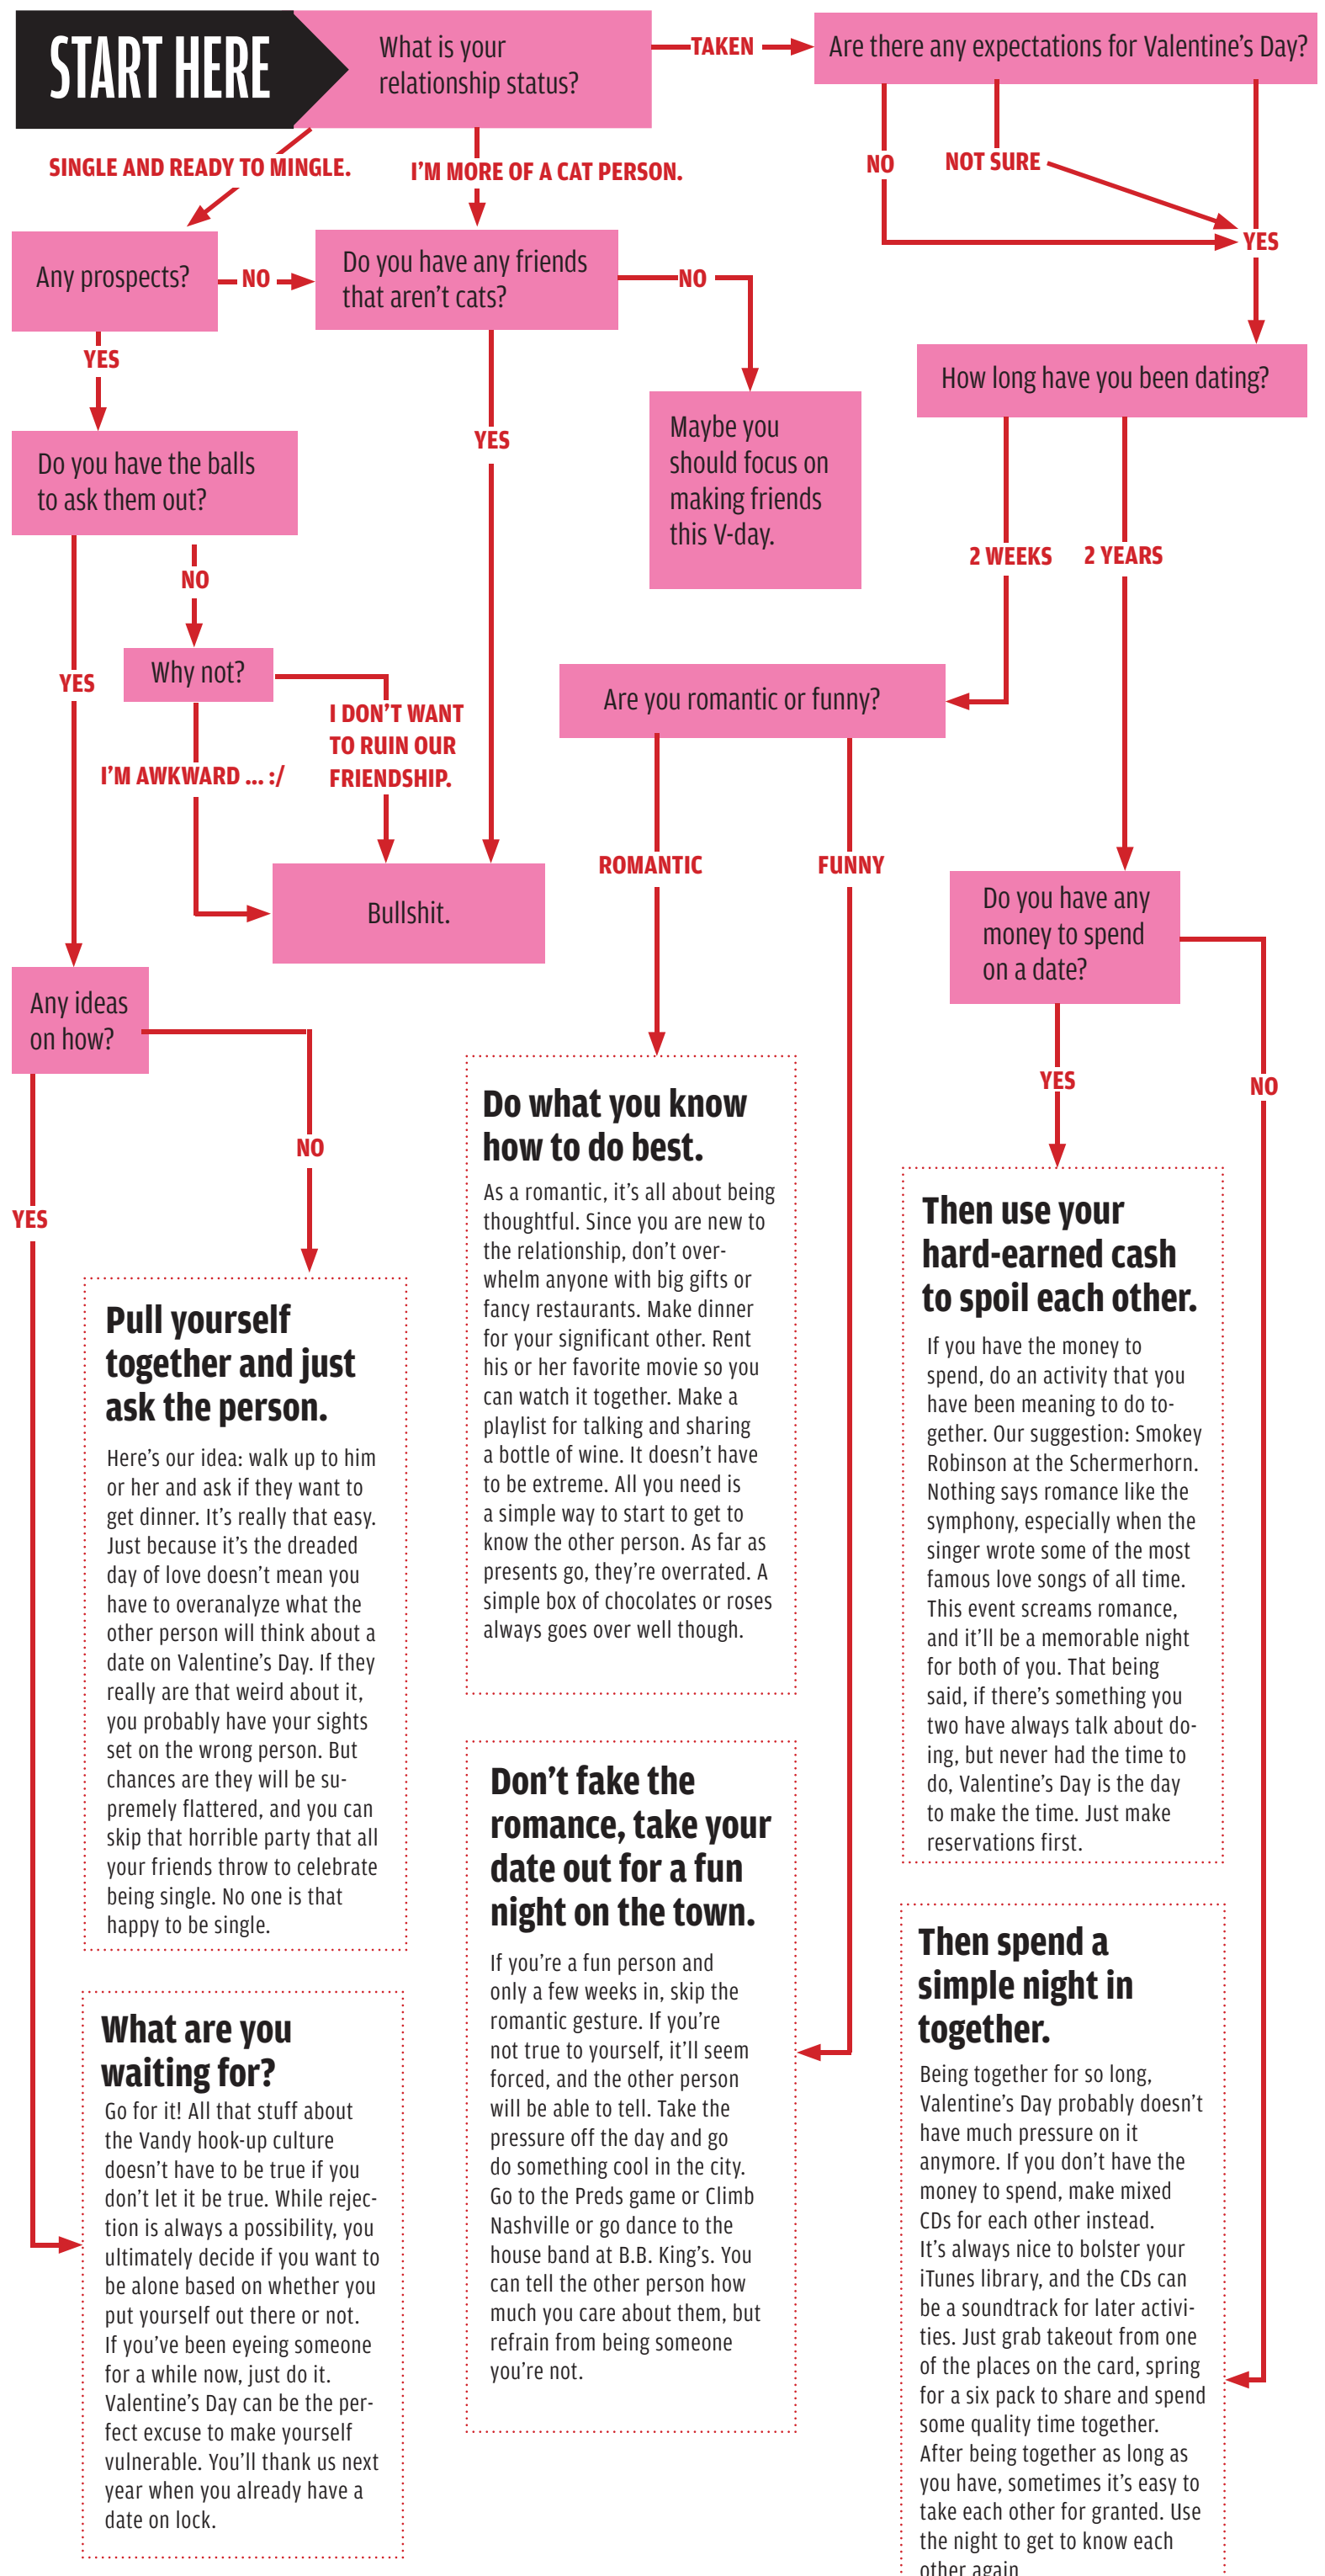 START HERE
What is your
relationship status?
TAKEN
Are there any expectations for Valentine's Day?
SINGLE AND READY TO MINGLE.
I'M MORE OF A CAT PERSON.
NO
NOT SURE
YES
Any prospects?
NO
Do you have any friends
that aren't cats?
NO
YES
How long have you been dating?
Maybe you
should focus on
making friends
this V-day.
YES
Do you have the balls
to ask them out?
2 WEEKS
2 YEARS
NO
YES
Why not?
Are you romantic or funny?
I DON'T WANT
TO RUIN OUR
FRIENDSHIP.
I'M AWKWARD ... :/
ROMANTIC
FUNNY
Bullshit.
Do you have any
money to spend
on a date?
Any ideas
on how?
YES
NO
NO
YES
Do what you know
how to do best.
As a romantic, it's all about being
thoughtful. Since you are new to
the relationship, don't over-
whelm anyone with big gifts or
fancy restaurants. Make dinner
for your significant other. Rent
his or her favorite movie so you
can watch it together. Make a
playlist for talking and sharing
a bottle of wine. It doesn't have
to be extreme. All you need is
a simple way to start to get to
know the other person. As far as
presents go, they're overrated. A
simple box of chocolates or roses
always goes over well though.
Then use your
hard-earned cash
to spoil each other.
If you have the money to
spend, do an activity that you
have been meaning to do to-
gether. Our suggestion: Smokey
Robinson at the Schermerhorn.
Nothing says romance like the
symphony, especially when the
singer wrote some of the most
famous love songs of all time.
This event screams romance,
and it'll be a memorable night
for both of you. That being
said, if there's something you
two have always talk about do-
ing, but never had the time to
do, Valentine's Day is the day
to make the time. Just make
reservations first.
Pull yourself
together and just
ask the person.
Here's our idea: walk up to him
or her and ask if they want to
get dinner. It's really that easy.
Just because it's the dreaded
day of love doesn't mean you
have to overanalyze what the
other person will think about a
date on Valentine's Day. If they
really are that weird about it,
you probably have your sights
set on the wrong person. But
chances are they will be su-
premely flattered, and you can
skip that horrible party that all
your friends throw to celebrate
being single. No one is that
happy to be single.
Don't fake the
romance, take your
date out for a fun
night on the town.
If you're a fun person and
only a few weeks in, skip the
romantic gesture. If you're
not true to yourself, it'll seem
forced, and the other person
will be able to tell. Take the
pressure off the day and go
do something cool in the city.
Go to the Preds game or Climb
Nashville or go dance to the
house band at B.B. King's. You
can tell the other person how
much you care about them, but
refrain from being someone
you're not.
Then spend a
simple night in
together.
Being together for so long,
Valentine's Day probably doesn't
have much pressure on it
anymore. If you don't have the
money to spend, make mixed
CDs for each other instead.
It's always nice to bolster your
iTunes library, and the CDs can
be a soundtrack for later activi-
ties. Just grab takeout from one
of the places on the card, spring
for a six pack to share and spend
some quality time together.
After being together as long as
you have, sometimes it's easy to
take each other for granted. Use
the night to get to know each
other again
What are you
waiting for?
Go for it! All that stuff about
the Vandy hook-up culture
doesn't have to be true if you
don't let it be true. While rejec-
tion is always a possibility, you
ultimately decide if you want to
be alone based on whether you
put yourself out there or not.
If you've been eyeing someone
for a while now, just do it.
Valentine's Day can be the per-
fect excuse to make yourself
vulnerable. You'll thank us next
year when you already have a
date on lock.